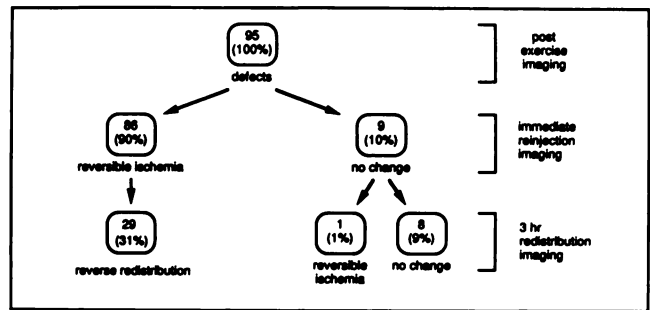 95
(100%)
defects
post
exercise
imaging
86
(90%)
reversible ischemia
9
(10%)
no change
immediate
reinjection
imaging
29
(31%)
reverse redistribution
1
(1%)
reversible
ischemia
8
(9%)
no change
3 hr
redistribution
imaging